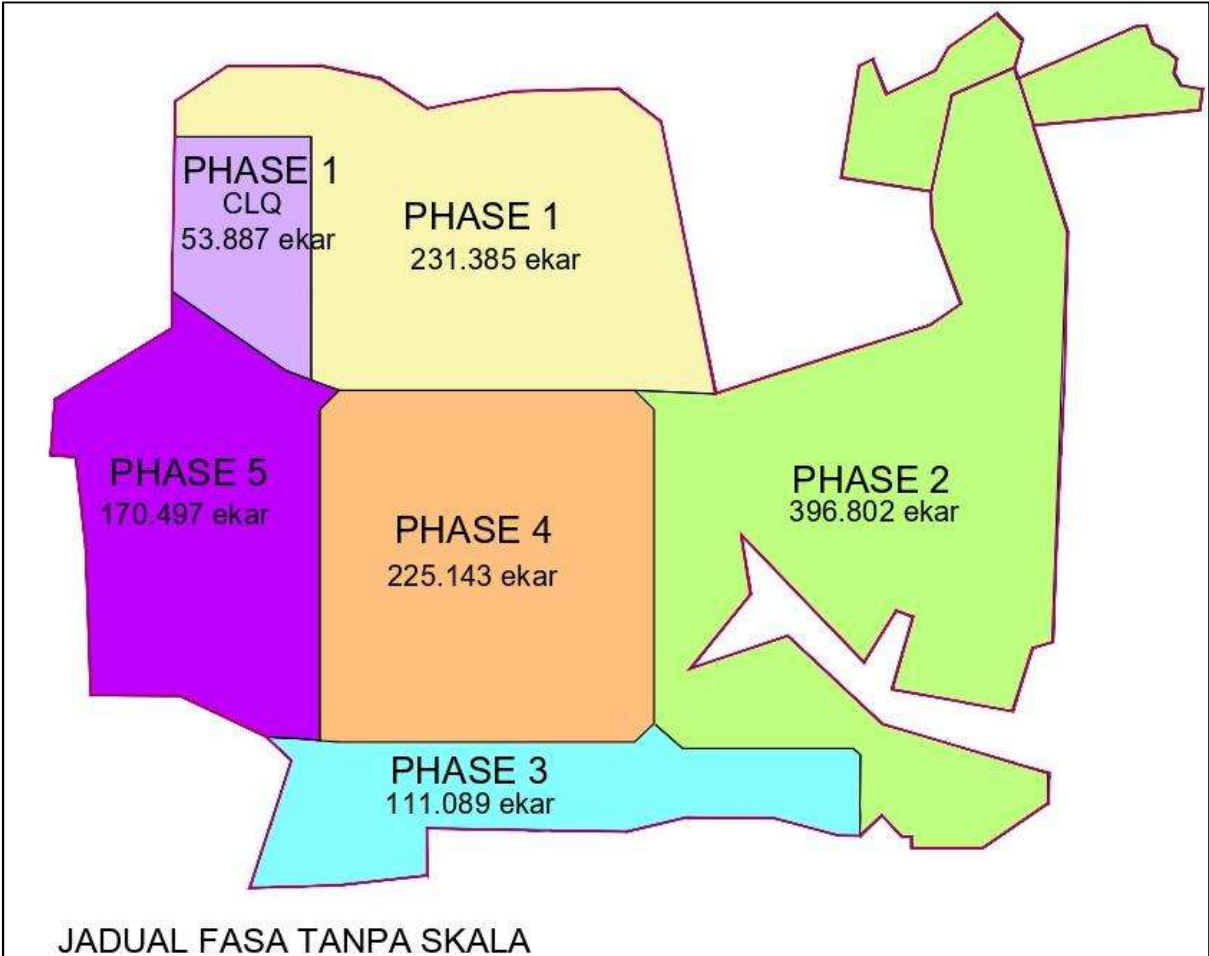 PHASE 1
CLQ
53.887 ekar
PHASE 1
231.385 ekar
PHASE 5
170.497 ekar
PHASE 4
225.143 ekar
PHASE 2
396.802 ekar
PHASE 3
111.089 ekar
JADUAL FASA TANPA SKALA